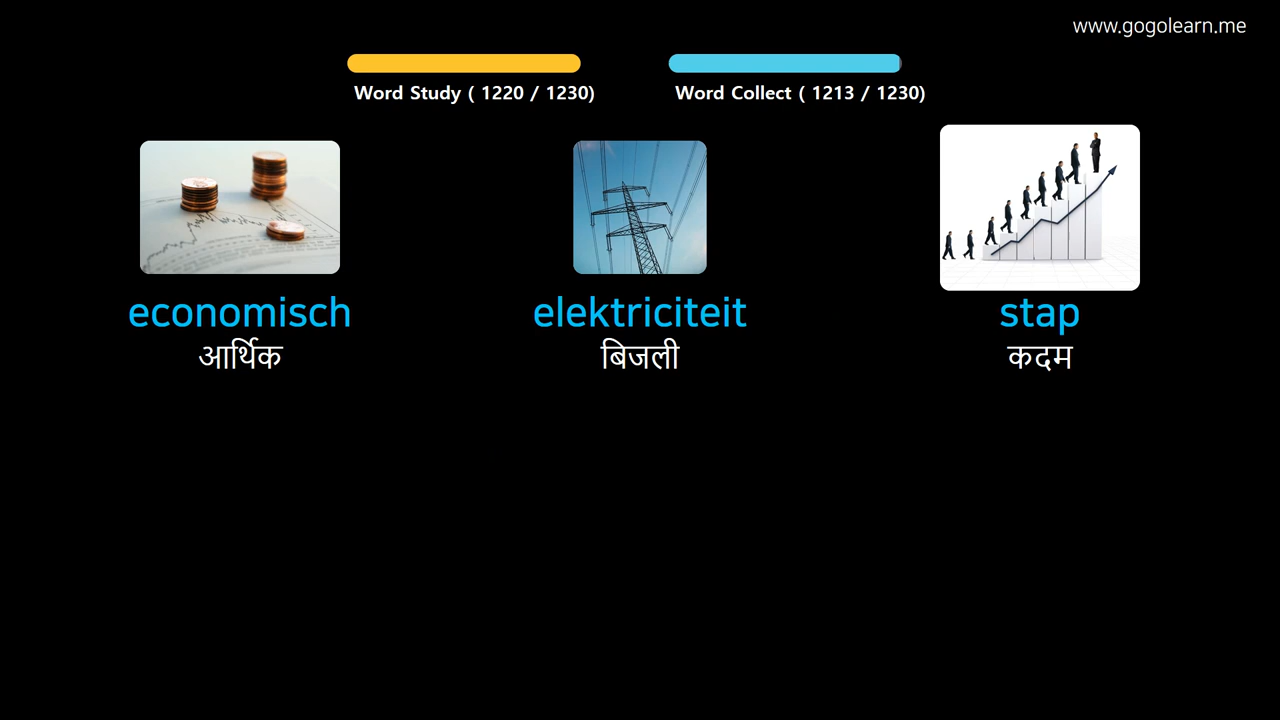 www.gogolearn.me
Word Study ( 1220 / 1230)
Word Collect ( 1213 / 1230)
economisch
आर्थिक
elektriciteit
बिजली
stap
कदम